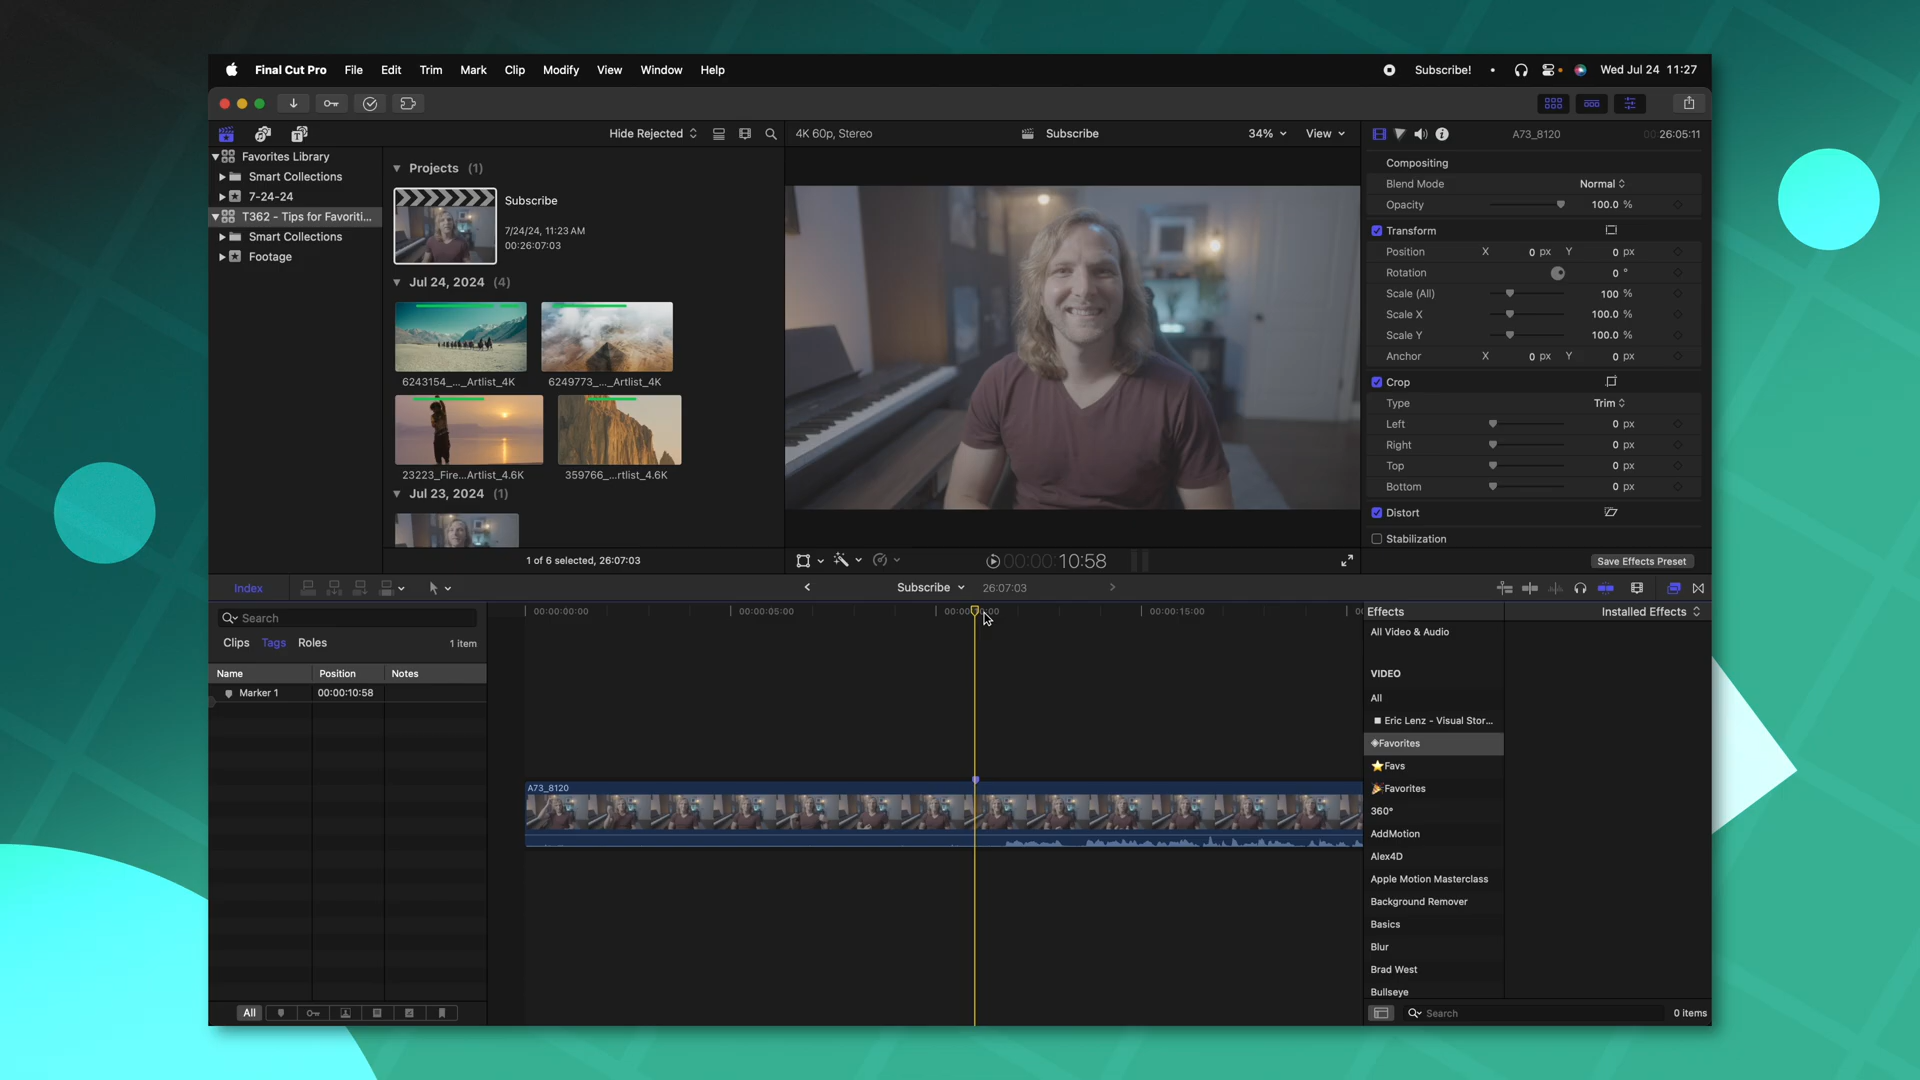 Final Cut Pro File Edit Trim Mark Clip Modify View Window Help
Subscribe! • Wed Jul 24 11:27
Hide Rejected
4K 60p, Stereo
Subscribe
34% View
A73_8120
00:26:05:11
Favorites Library
Smart Collections
7-24-24
T362 - Tips for Favoriti...
Smart Collections
Footage
Projects (1)
Subscribe
7/24/24, 11:23 AM
00:26:07:03
Jul 24, 2024 (4)
6243154_..._Artlist_4K
6249773_..._Artlist_4K
23223_Fire...Artlist_4.6K
359766_...rtlist_4.6K
Jul 23, 2024 (1)
1 of 6 selected, 26:07:03
00:00:10:58
Compositing
Blend Mode Normal
Opacity 100.0 %
Transform
Position X 0 px Y 0 px
Rotation 0 °
Scale (All) 100 %
Scale X 100.0 %
Scale Y 100.0 %
Anchor X 0 px Y 0 px
Crop
Type Trim
Left 0 px
Right 0 px
Top 0 px
Bottom 0 px
Distort
Stabilization
Save Effects Preset
Index
Subscribe 26:07:03
Search
Clips Tags Roles 1 item
Name Position Notes
Marker 1 00:00:10:58
All
00:00:00:00 00:00:05:00 00:00:10:00 00:00:15:00
A73_8120
Effects Installed Effects
All Video & Audio
VIDEO
All
Eric Lenz - Visual Stor...
Favorites
Favs
Favorites
360°
AddMotion
Alex4D
Apple Motion Masterclass
Background Remover
Basics
Blur
Brad West
Bullseye
Search
0 items